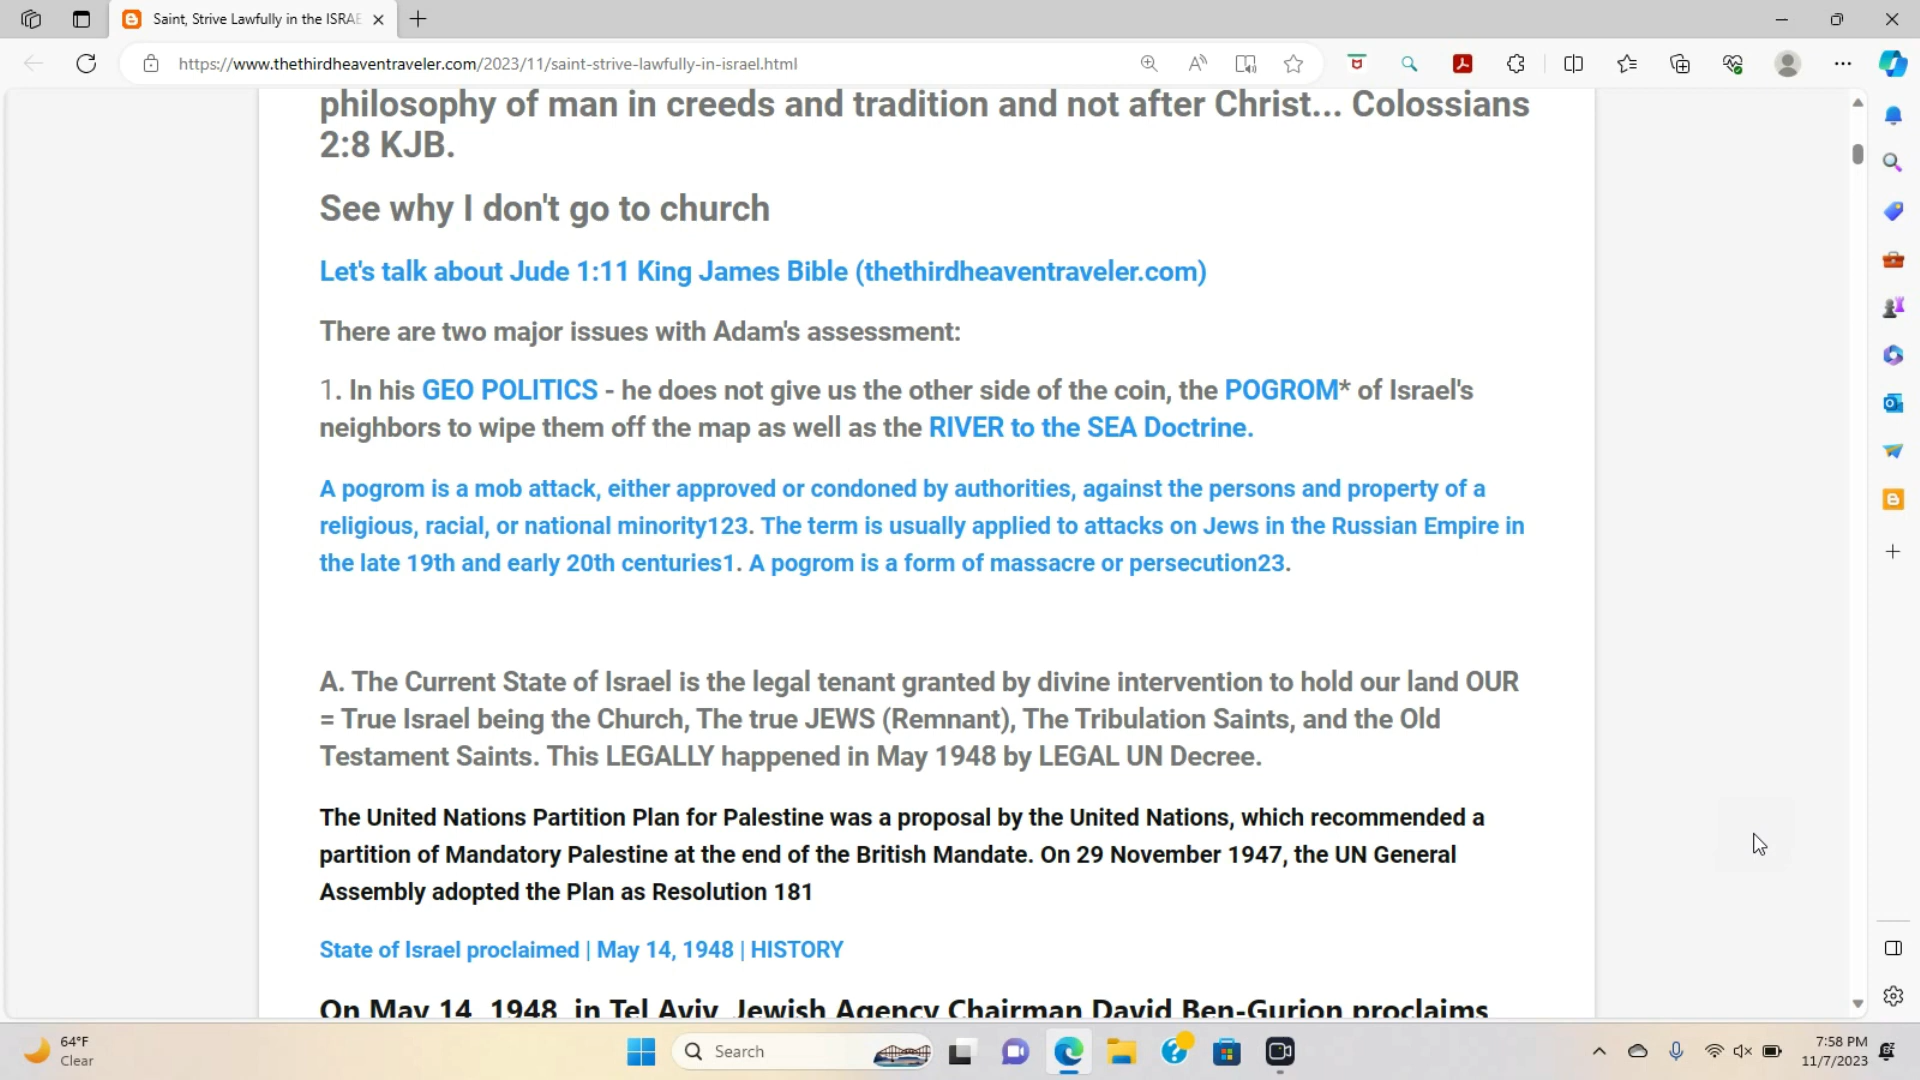 Saint, Strive Lawfully in the ISRAE
https://www.thethirdheaventraveler.com/2023/11/saint-strive-lawfully-in-israel.html
philosophy of man in creeds and tradition and not after Christ... Colossians
2:8 KJB.
See why I don't go to church
Let's talk about Jude 1:11 King James Bible (thethirdheaventraveler.com)
There are two major issues with Adam's assessment:
1. In his GEO POLITICS - he does not give us the other side of the coin, the POGROM* of Israel's
neighbors to wipe them off the map as well as the RIVER to the SEA Doctrine.
A pogrom is a mob attack, either approved or condoned by authorities, against the persons and property of a
religious, racial, or national minority123. The term is usually applied to attacks on Jews in the Russian Empire in
the late 19th and early 20th centuries1. A pogrom is a form of massacre or persecution23.
A. The Current State of Israel is the legal tenant granted by divine intervention to hold our land OUR
= True Israel being the Church, The true JEWS (Remnant), The Tribulation Saints, and the Old
Testament Saints. This LEGALLY happened in May 1948 by LEGAL UN Decree.
The United Nations Partition Plan for Palestine was a proposal by the United Nations, which recommended a
partition of Mandatory Palestine at the end of the British Mandate. On 29 November 1947, the UN General
Assembly adopted the Plan as Resolution 181
State of Israel proclaimed | May 14, 1948 | HISTORY
On May 14, 1948, in Tel Aviv, Jewish Agency Chairman David Ben-Gurion proclaims
64°F
Clear
Search
7:58 PM
11/7/2023